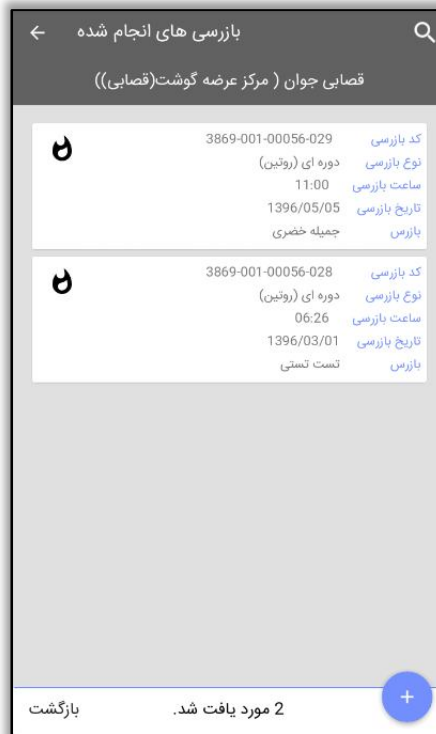 بازرسی های انجام شده
قصابی جوان ( مرکز عرضه گوشت(قصابی))
کد بازرسی 3869-001-00056-029
نوع بازرسی دوره ای (روتین)
ساعت بازرسی 11:00
تاریخ بازرسی 1396/05/05
بازرس جمیله خضری
کد بازرسی 3869-001-00056-028
نوع بازرسی دوره ای (روتین)
ساعت بازرسی 06:26
تاریخ بازرسی 1396/03/01
بازرس تست تستی
2 مورد یافت شد. بازگشت